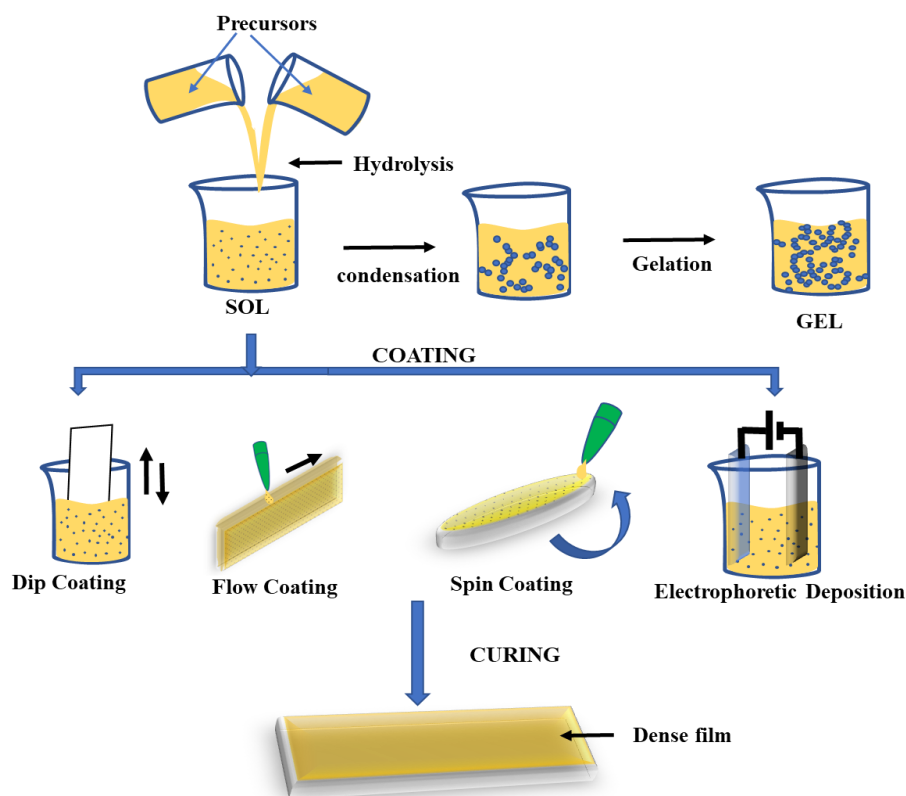 Precursors
Hydrolysis
condensation
Gelation
SOL
GEL
COATING
Dip Coating
Flow Coating
Spin Coating
Electrophoretic Deposition
CURING
Dense film